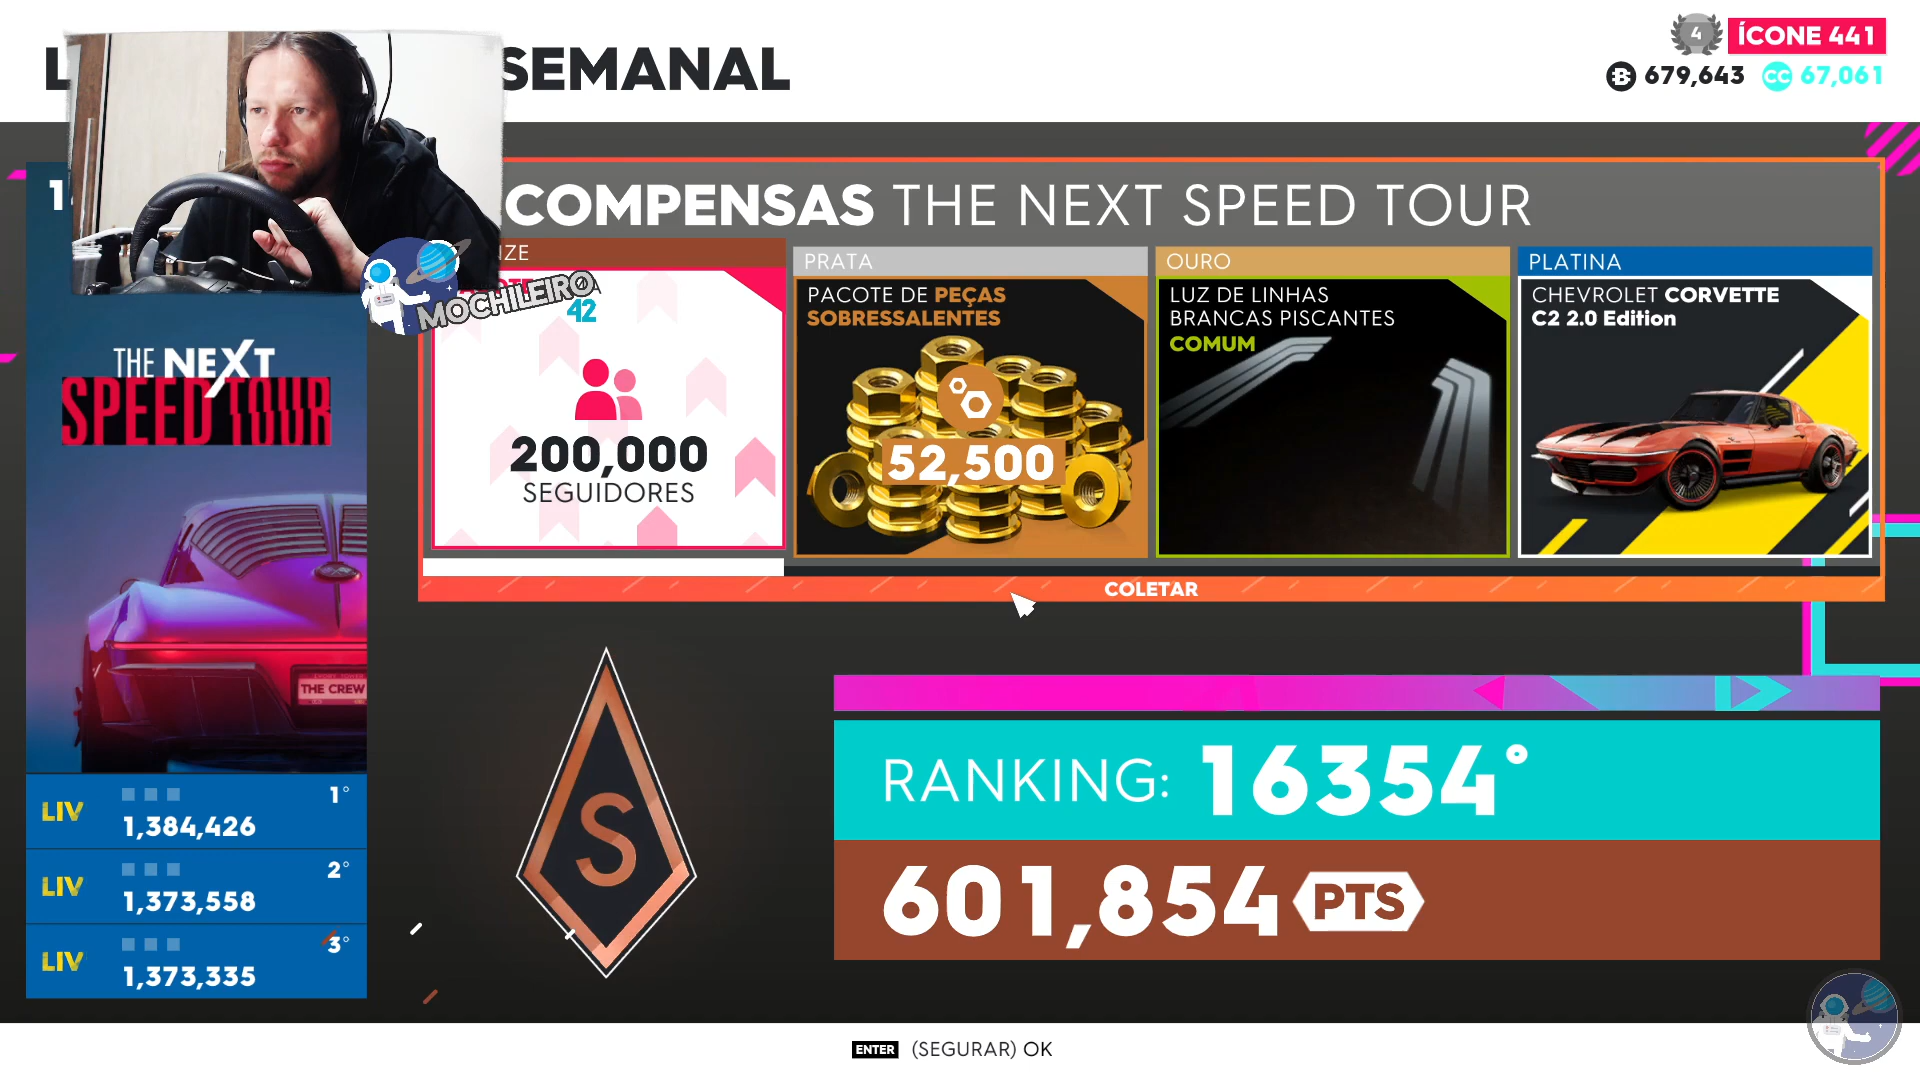 SEMANAL
4
ÍCONE 441
679,643
CC 67,061
COMPENSAS THE NEXT SPEED TOUR
MOCHILEIRO
42
200,000
SEGUIDORES
PRATA
PACOTE DE PEÇAS
SOBRESSALENTES
52,500
OURO
LUZ DE LINHAS
BRANCAS PISCANTES
COMUM
PLATINA
CHEVROLET CORVETTE
C2 2.0 Edition
COLETAR
THE NEXT
SPEED TOUR
THE CREW
LIV 1,384,426 1°
LIV 1,373,558 2°
LIV 1,373,335 3°
S
RANKING: 16354°
601,854 PTS
ENTER (SEGURAR) OK